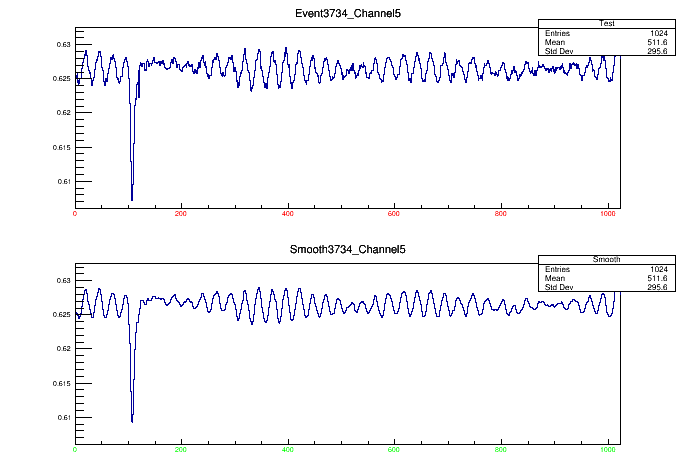 Event3734_Channel5
Test
Entries 1024
Mean 511.6
Std Dev 295.6
0.63
0.625
0.62
0.615
0.61
0 200 400 600 800 1000
Smooth3734_Channel5
Smooth
Entries 1024
Mean 511.6
Std Dev 295.6
0.63
0.625
0.62
0.615
0.61
0 200 400 600 800 1000